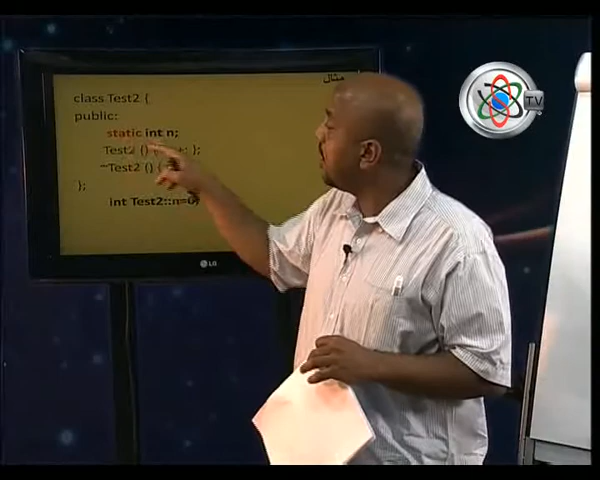 مثال
class Test2 {
public:
static int n;
Test2 () { ; };
~Test2 () {
};
int Test2::n=0;
LG
TV